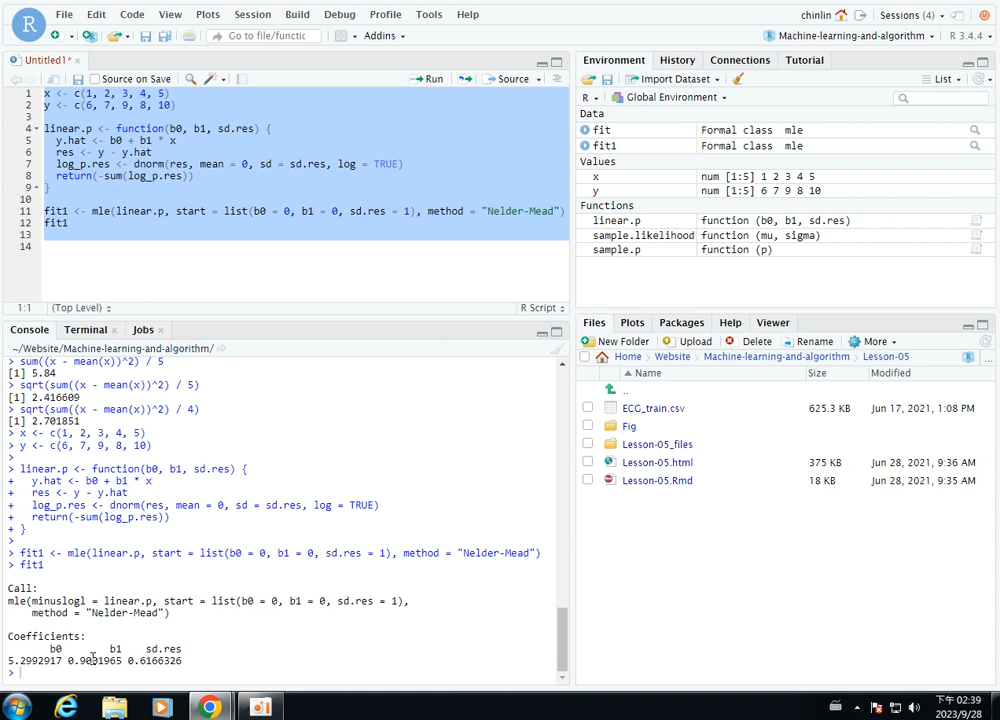 File Edit Code View Plots Session Build Debug Profile Tools Help
chinlin Sessions (4)
Go to file/functic Addins
Machine-learning-and-algorithm R 3.4.4
Untitled1*
Source on Save Run Source
1 x <- c(1, 2, 3, 4, 5)
2 y <- c(6, 7, 9, 8, 10)
3
4 linear.p <- function(b0, b1, sd.res) {
5 y.hat <- b0 + b1 * x
6 res <- y - y.hat
7 log_p.res <- dnorm(res, mean = 0, sd = sd.res, log = TRUE)
8 return(-sum(log_p.res))
9 }
10
11 fit1 <- mle(linear.p, start = list(b0 = 0, b1 = 0, sd.res = 1), method = "Nelder-Mead")
12 fit1
13
14
1:1 (Top Level) R Script
Console Terminal Jobs
~/Website/Machine-learning-and-algorithm/
> sum((x - mean(x))^2) / 5
[1] 5.84
> sqrt(sum((x - mean(x))^2) / 5)
[1] 2.416609
> sqrt(sum((x - mean(x))^2) / 4)
[1] 2.701851
> x <- c(1, 2, 3, 4, 5)
> y <- c(6, 7, 9, 8, 10)
>
> linear.p <- function(b0, b1, sd.res) {
+ y.hat <- b0 + b1 * x
+ res <- y - y.hat
+ log_p.res <- dnorm(res, mean = 0, sd = sd.res, log = TRUE)
+ return(-sum(log_p.res))
+ }
>
> fit1 <- mle(linear.p, start = list(b0 = 0, b1 = 0, sd.res = 1), method = "Nelder-Mead")
> fit1
Call:
mle(minuslogl = linear.p, start = list(b0 = 0, b1 = 0, sd.res = 1),
method = "Nelder-Mead")
Coefficients:
b0 b1 sd.res
5.2992917 0.9031965 0.6166326
>
Environment History Connections Tutorial
Import Dataset List
R Global Environment
Data
fit Formal class mle
fit1 Formal class mle
Values
x num [1:5] 1 2 3 4 5
y num [1:5] 6 7 9 8 10
Functions
linear.p function (b0, b1, sd.res)
sample.likelihood function (mu, sigma)
sample.p function (p)
Files Plots Packages Help Viewer
New Folder Upload Delete Rename More
Home Website Machine-learning-and-algorithm Lesson-05 ...
Name Size Modified
..
ECG_train.csv 625.3 KB Jun 17, 2021, 1:08 PM
Fig
Lesson-05_files
Lesson-05.html 375 KB Jun 28, 2021, 9:36 AM
Lesson-05.Rmd 18 KB Jun 28, 2021, 9:35 AM
下午 02:39
2023/9/28